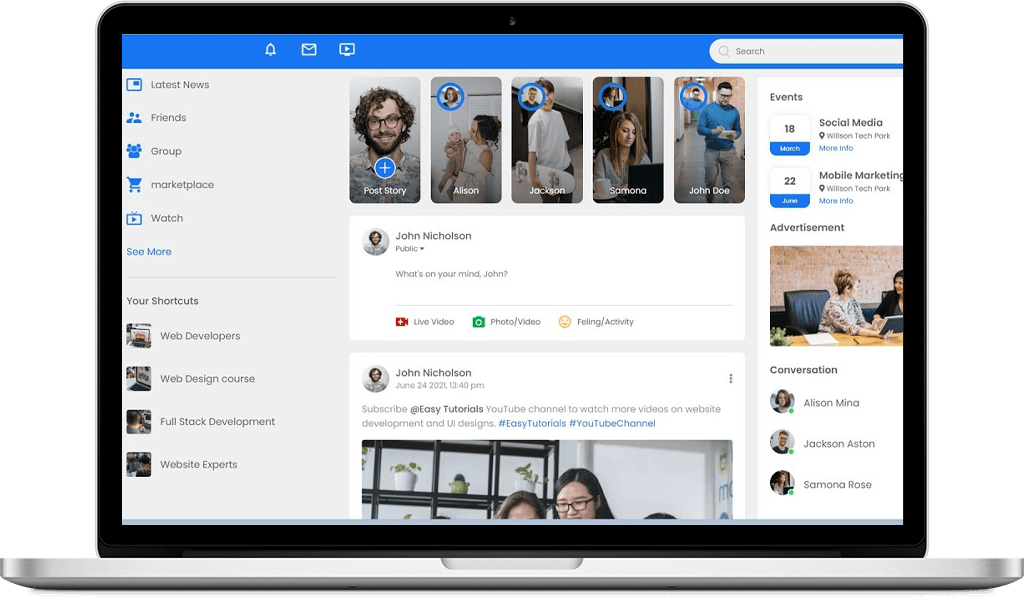 Search
Latest News
Friends
Group
marketplace
Watch
See More
Your Shortcuts
Web Developers
Web Design course
Full Stack Development
Website Experts
Post Story
Alison
Jackson
Samona
John Doe
John Nicholson
Public
What's on your mind, John?
Live Video
Photo/Video
Feling/Activity
John Nicholson
June 24 2021, 13:40 pm
Subscribe @Easy Tutorials YouTube channel to watch more videos on website
development and UI designs. #EasyTutorials #YouTubeChannel
Events
18
March
Social Media
Willson Tech Park
More Info
22
June
Mobile Marketing
Willson Tech Park
More Info
Advertisement
Conversation
Alison Mina
Jackson Aston
Samona Rose